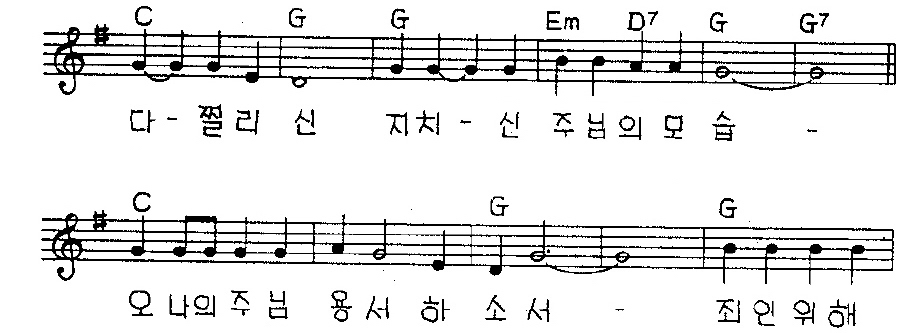 C G G Em D7 G G7
다- 찔리 신 지치 - 신 주님의 모 습 -
C G G
오 나의 주 님 용 서 하 소 서 - 죄 인 위 해